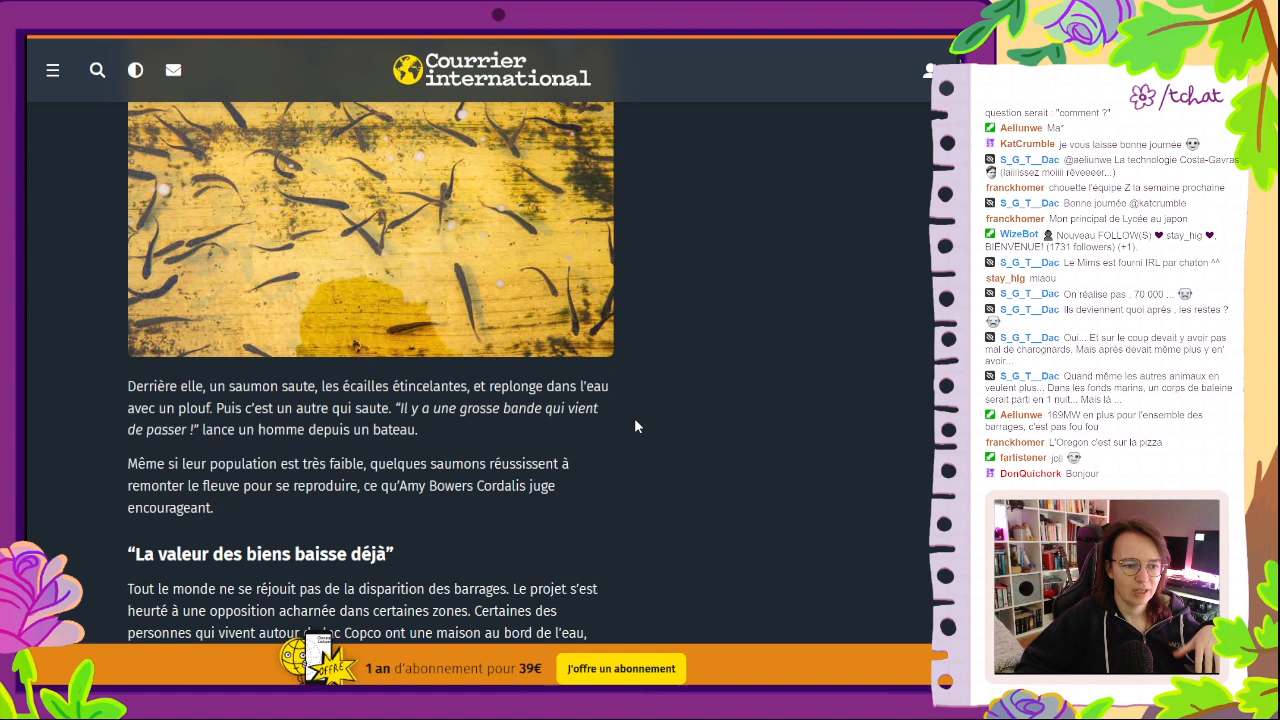 Courrier
international
Derrière elle, un saumon saute, les écailles étincelantes, et replonge dans l’eau
avec un plouf. Puis c’est un autre qui saute. “Il y a une grosse bande qui vient
de passer !” lance un homme depuis un bateau.
Même si leur population est très faible, quelques saumons réussissent à
remonter le fleuve pour se reproduire, ce qu’Amy Bowers Cordalis juge
encourageant.
“La valeur des biens baisse déjà”
Tout le monde ne se réjouit pas de la disparition des barrages. Le projet s’est
heurté à une opposition acharnée dans certaines zones. Certaines des
personnes qui vivent autour Copco ont une maison au bord de l’eau,
OFFRE
1 an d’abonnement pour 39€
J’offre un abonnement
/tchat
question serait : "comment ?"
Aeliunwe Ma*
KatCrumble je vous laisse bonne journée
S_G_T__Dac @aeliunwe La technologie Costa-Gavras
(laiiiissez moiiii rêveeeer...)
franckhomer chouette l'équipe Z la semaine prochaine
S_G_T__Dac Bonne journée @katcrumble
franckhomer Mon principal de Lycée au japon
WizeBot Nouveau FOLLOW(S) ♥ stay_hig ♥,
BIENVENUE! (1731 followers) (+1).
S_G_T__Dac Le Mims est fourni IRL par chaton ^^
stay_hig miaou
S_G_T__Dac On réalise pas , 70 000 ...
S_G_T__Dac Ils deviennent quoi après , les restes ?
S_G_T__Dac Oui... Et sur le coup devait y avoir pas
mal de charognards, Mais après devait même plus y en'
avoir...
S_G_T__Dac Quand même les autres animaux en
veulent plus... Dans les fonds marins, un corps de baleine
serait parti en 1 nuit... Mais là ...
Aeliunwe 169MW en plus pour l'ensemble des
barrages, c'est pas fou fou
franckhomer L'Oregon c'est sur la pizza
farlistener joli
DonQuichork Bonjour